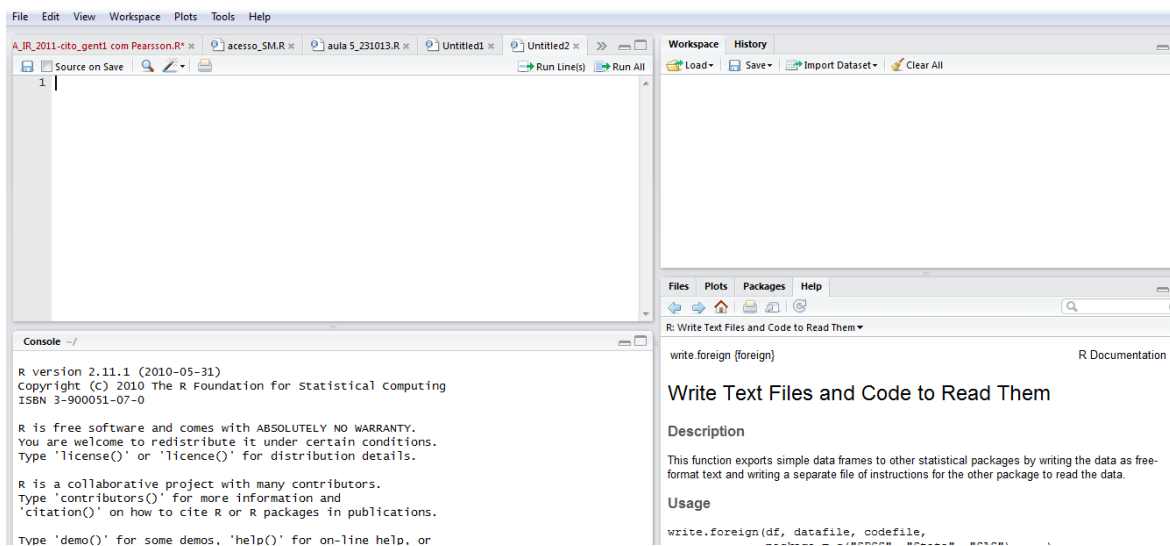 File Edit View Workspace Plots Tools Help
A_IR_2011-cito_gent1 com Pearsson.R* × acesso_SM.R × aula 5_231013.R × Untitled1 × Untitled2 ×
Source on Save Run Line(s) Run All
1
Console ~/
R version 2.11.1 (2010-05-31)
Copyright (C) 2010 The R Foundation for Statistical Computing
ISBN 3-900051-07-0
R is free software and comes with ABSOLUTELY NO WARRANTY.
You are welcome to redistribute it under certain conditions.
Type 'license()' or 'licence()' for distribution details.
R is a collaborative project with many contributors.
Type 'contributors()' for more information and
'citation()' on how to cite R or R packages in publications.
Type 'demo()' for some demos, 'help()' for on-line help, or
Workspace History
Load Save Import Dataset Clear All
Files Plots Packages Help
R: Write Text Files and Code to Read Them
write.foreign {foreign} R Documentation
Write Text Files and Code to Read Them
Description
This function exports simple data frames to other statistical packages by writing the data as free-
format text and writing a separate file of instructions for the other package to read the data.
Usage
write.foreign(df, datafile, codefile,